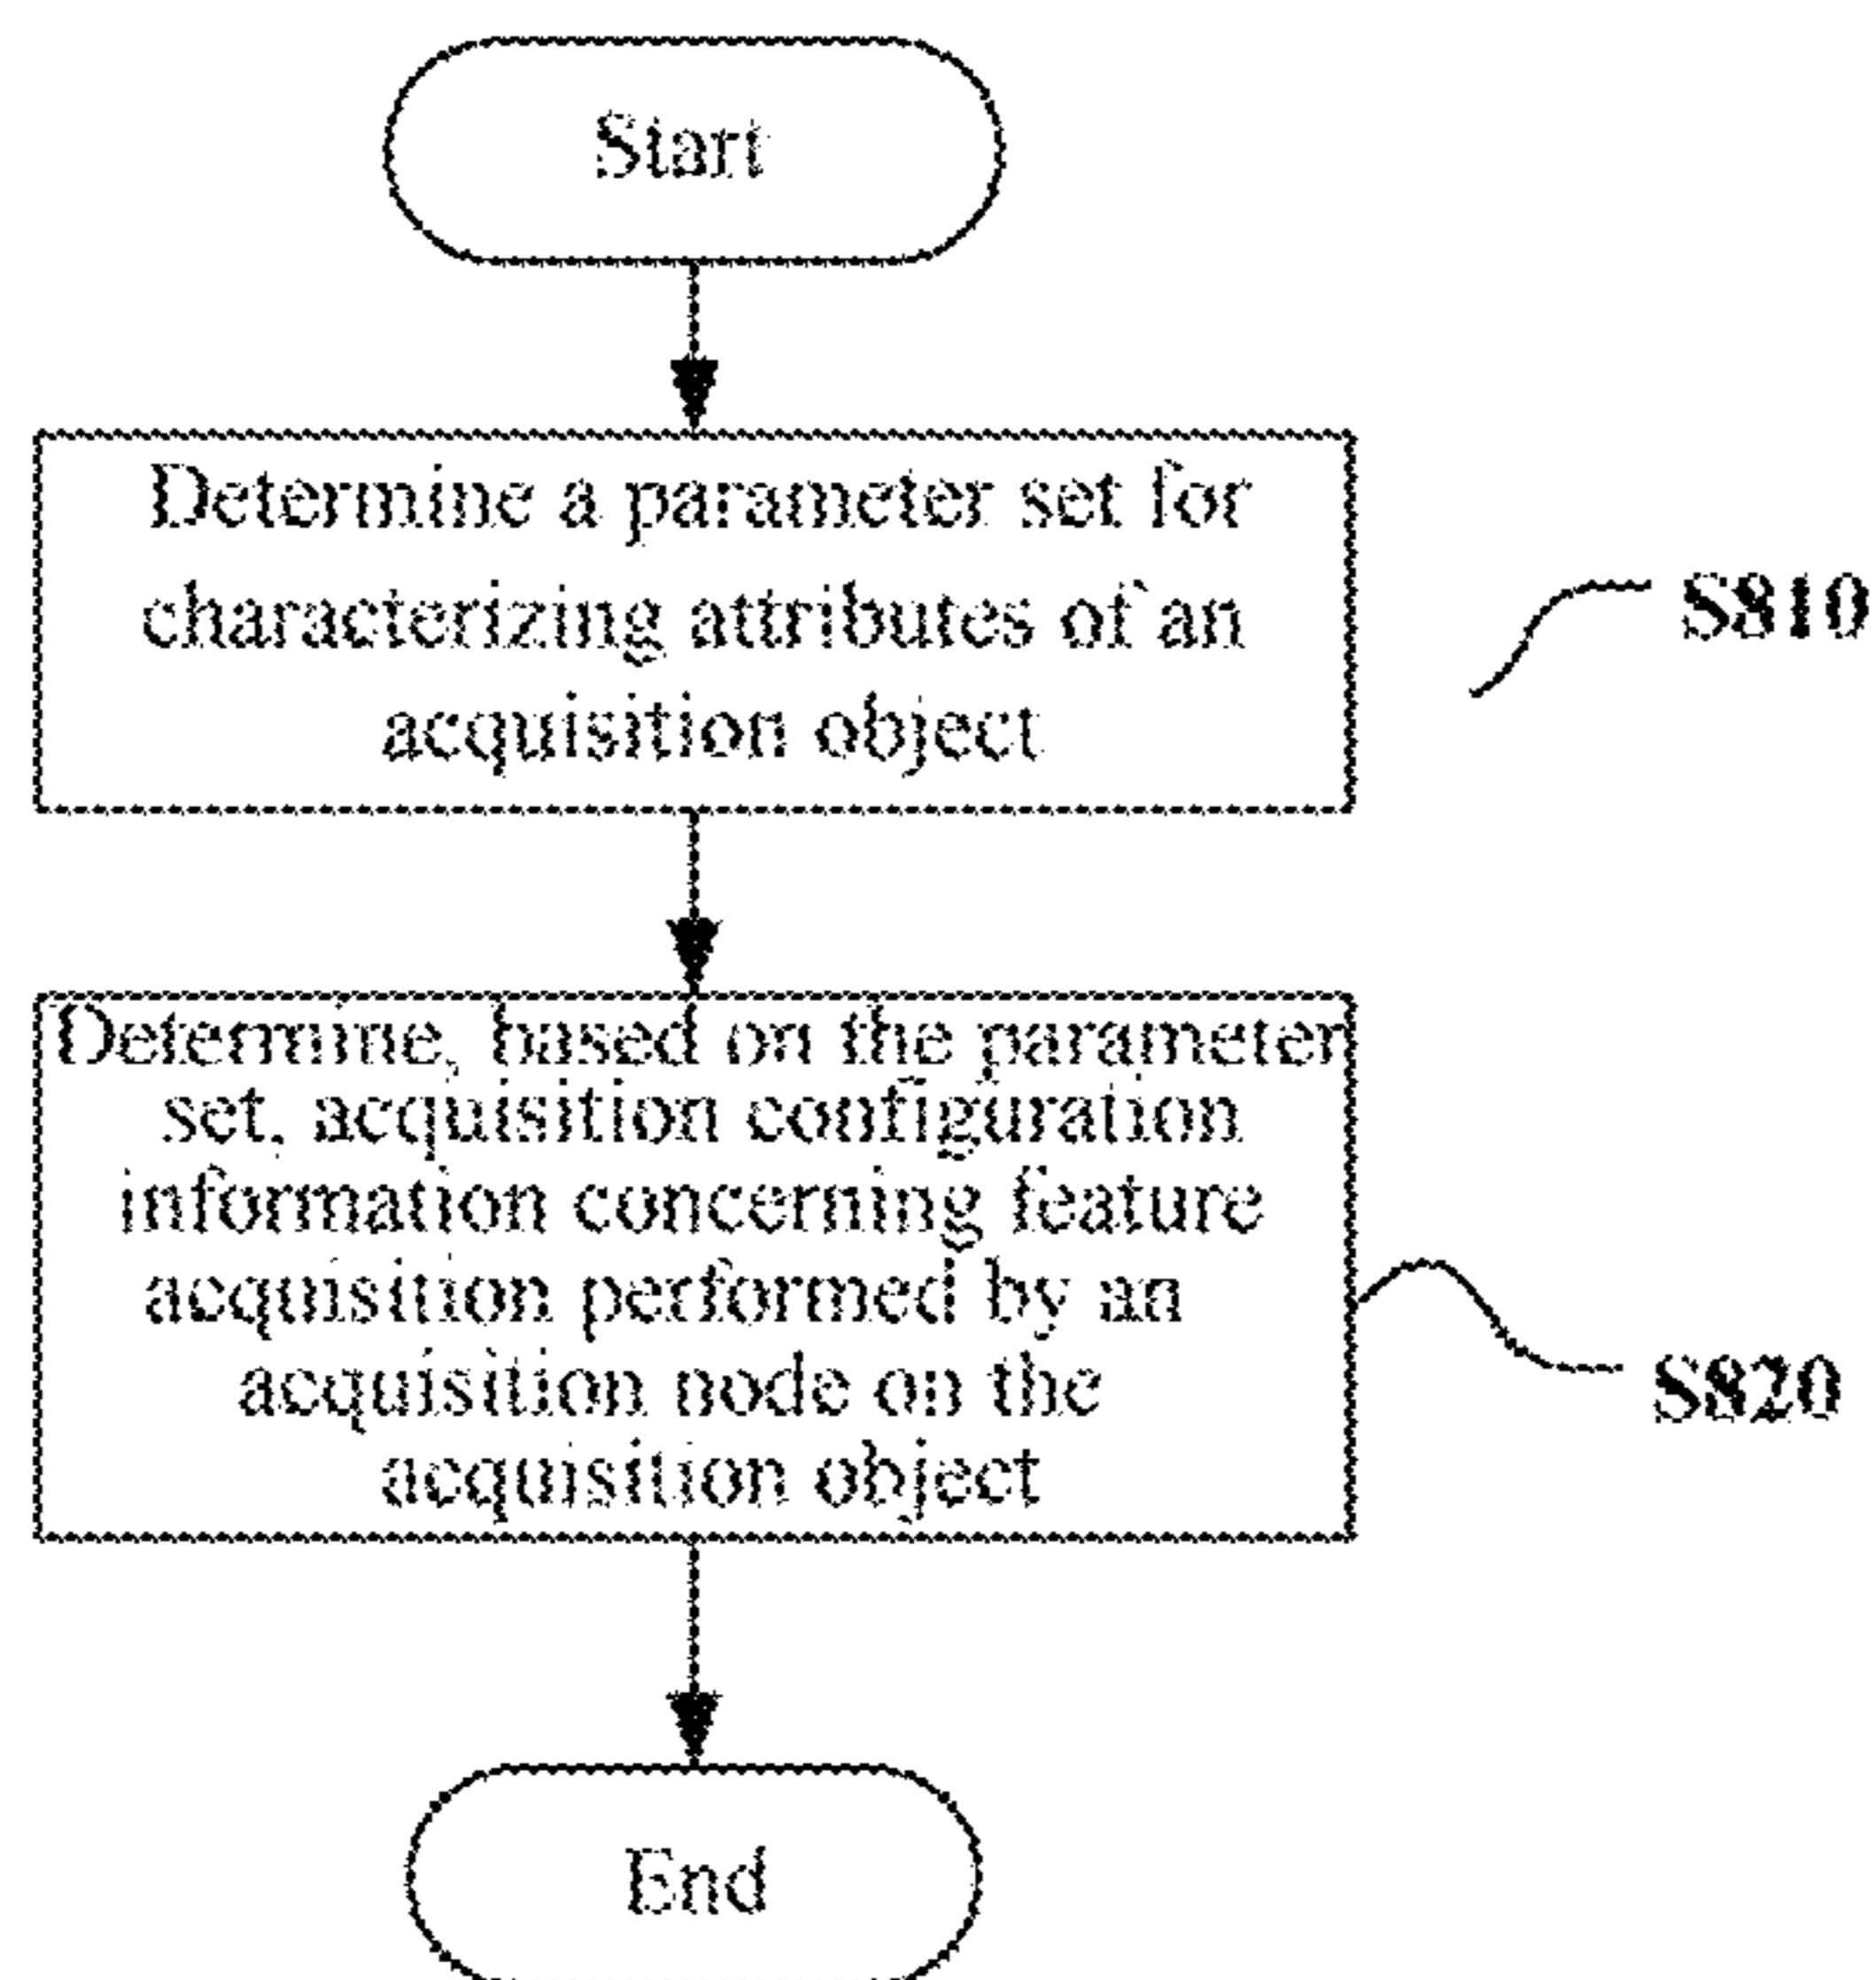 Start
Determine a parameter set for
characterizing attributes of an
acquisition object
S810
Determine, based on the parameter
set, acquisition configuration
information concerning feature
acquisition performed by an
acquisition node on the
acquisition object
S820
End